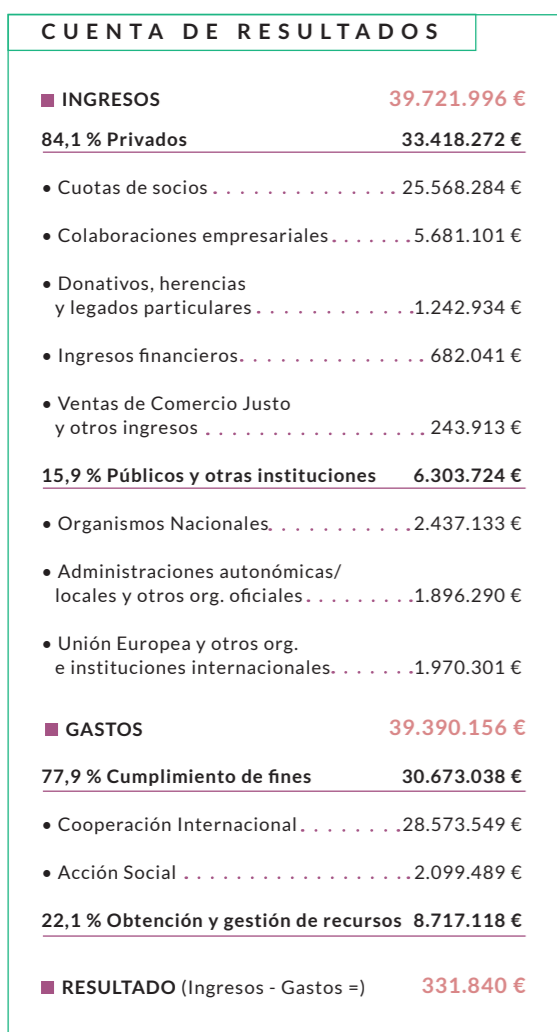 CUENTA DE RESULTADOS
INGRESOS 39.721.996 €
84,1 % Privados 33.418.272 €
• Cuotas de socios . . . . . . . . . . . . . . 25.568.284 €
• Colaboraciones empresariales . . . . . . . 5.681.101 €
• Donativos, herencias
y legados particulares . . . . . . . . . . . . 1.242.934 €
• Ingresos financieros . . . . . . . . . . . . . . 682.041 €
• Ventas de Comercio Justo
y otros ingresos . . . . . . . . . . . . . . . . . 243.913 €
15,9 % Públicos y otras instituciones 6.303.724 €
• Organismos Nacionales . . . . . . . . . . . 2.437.133 €
• Administraciones autonómicas/
locales y otros org. oficiales . . . . . . . . . 1.896.290 €
• Unión Europea y otros org.
e instituciones internacionales . . . . . . . 1.970.301 €
GASTOS 39.390.156 €
77,9 % Cumplimiento de fines 30.673.038 €
• Cooperación Internacional . . . . . . . . 28.573.549 €
• Acción Social . . . . . . . . . . . . . . . . . 2.099.489 €
22,1 % Obtención y gestión de recursos 8.717.118 €
RESULTADO (Ingresos - Gastos =) 331.840 €